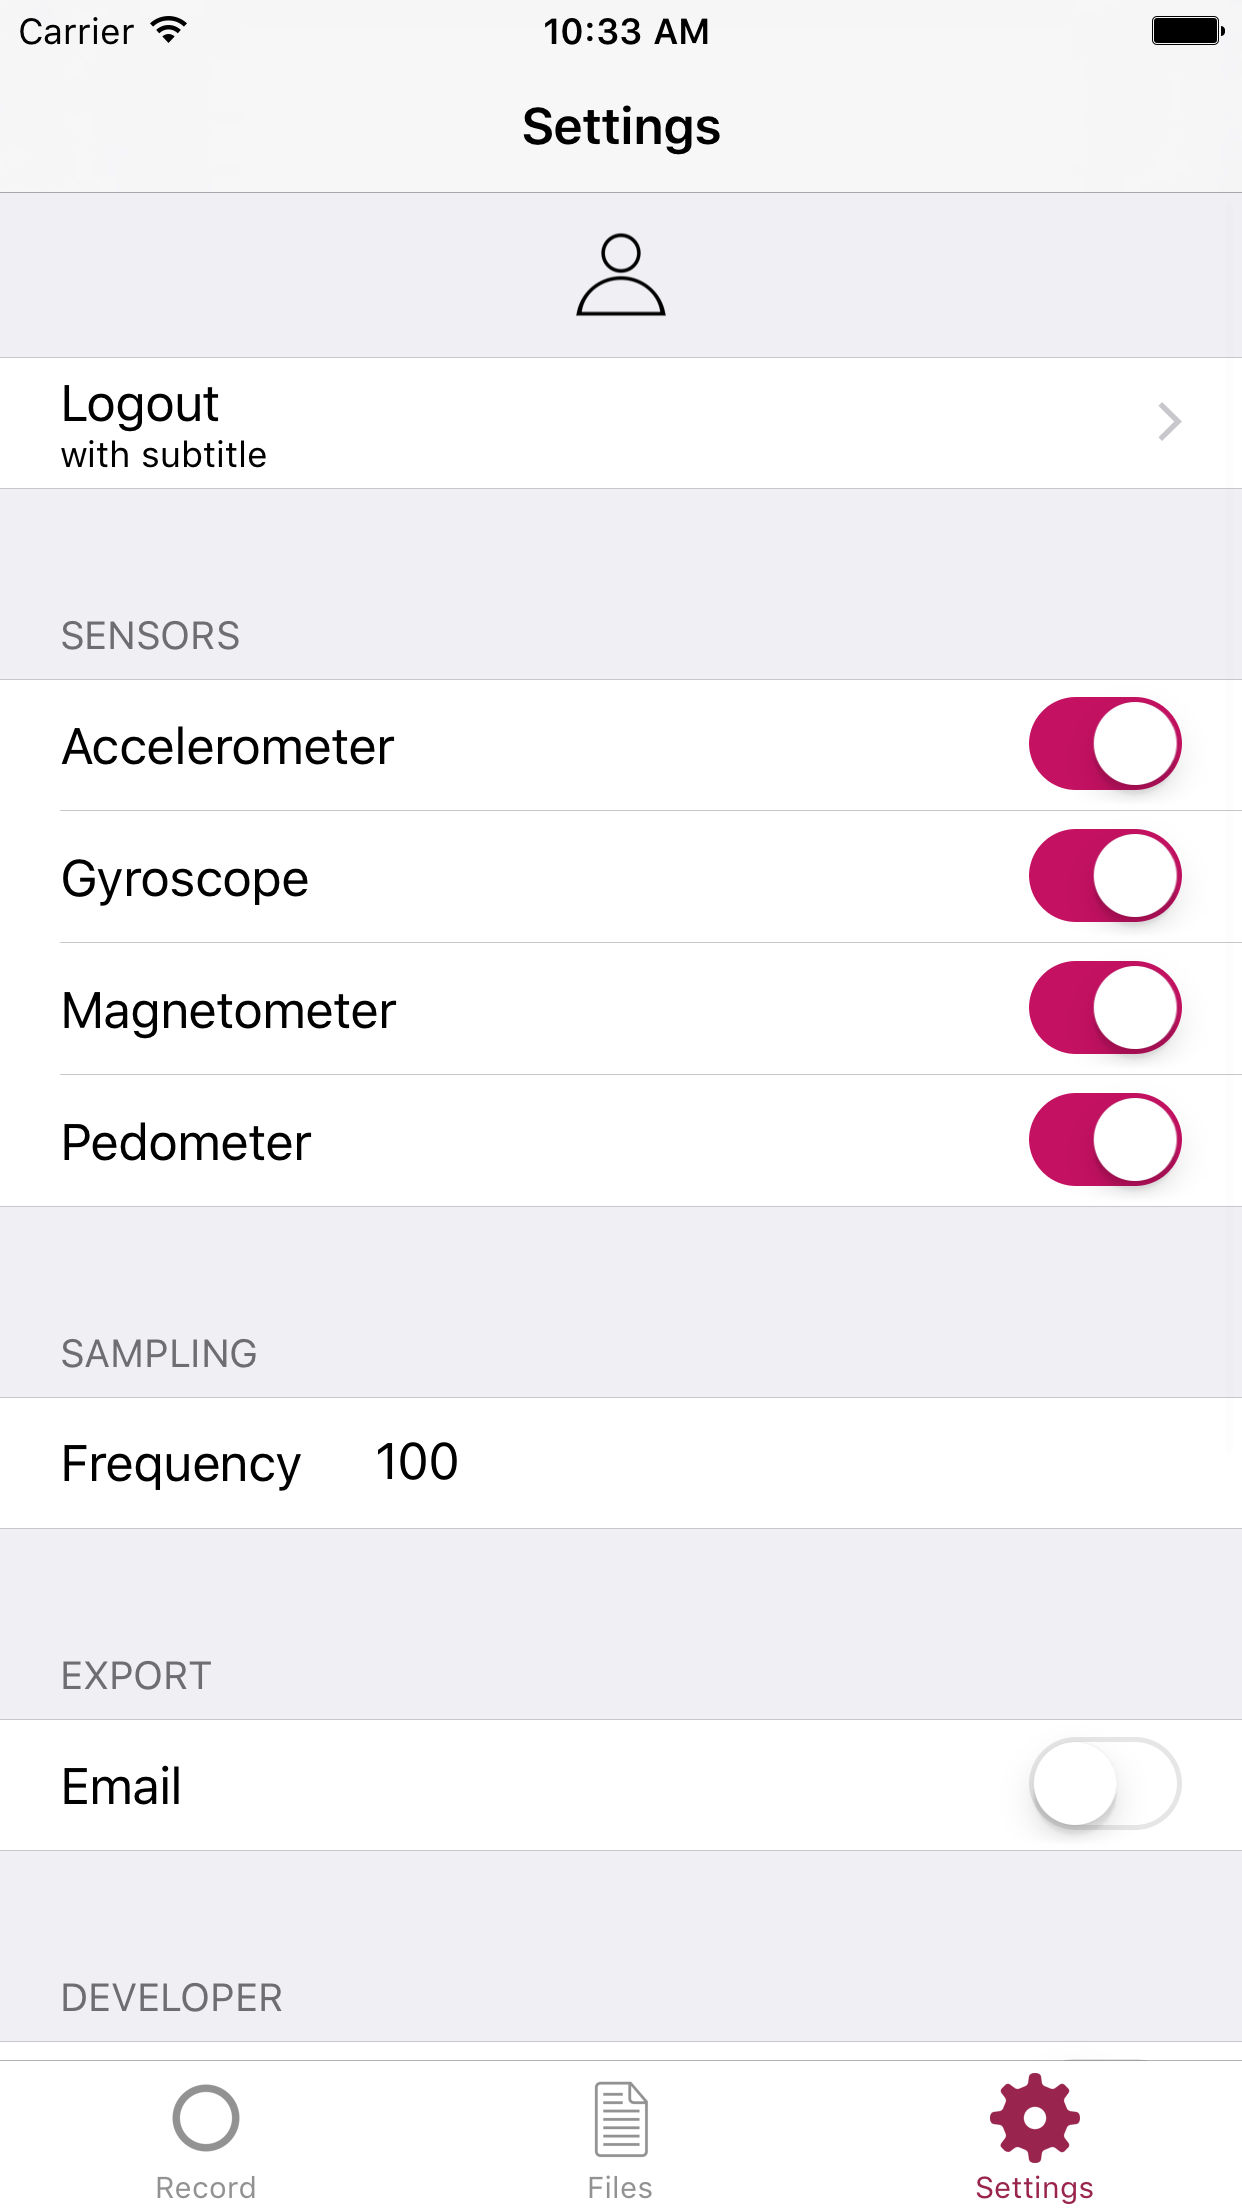 Carrier 10:33 AM
Settings
Logout
with subtitle
SENSORS
Accelerometer
Gyroscope
Magnetometer
Pedometer
SAMPLING
Frequency 100
EXPORT
Email
DEVELOPER
Record Files Settings